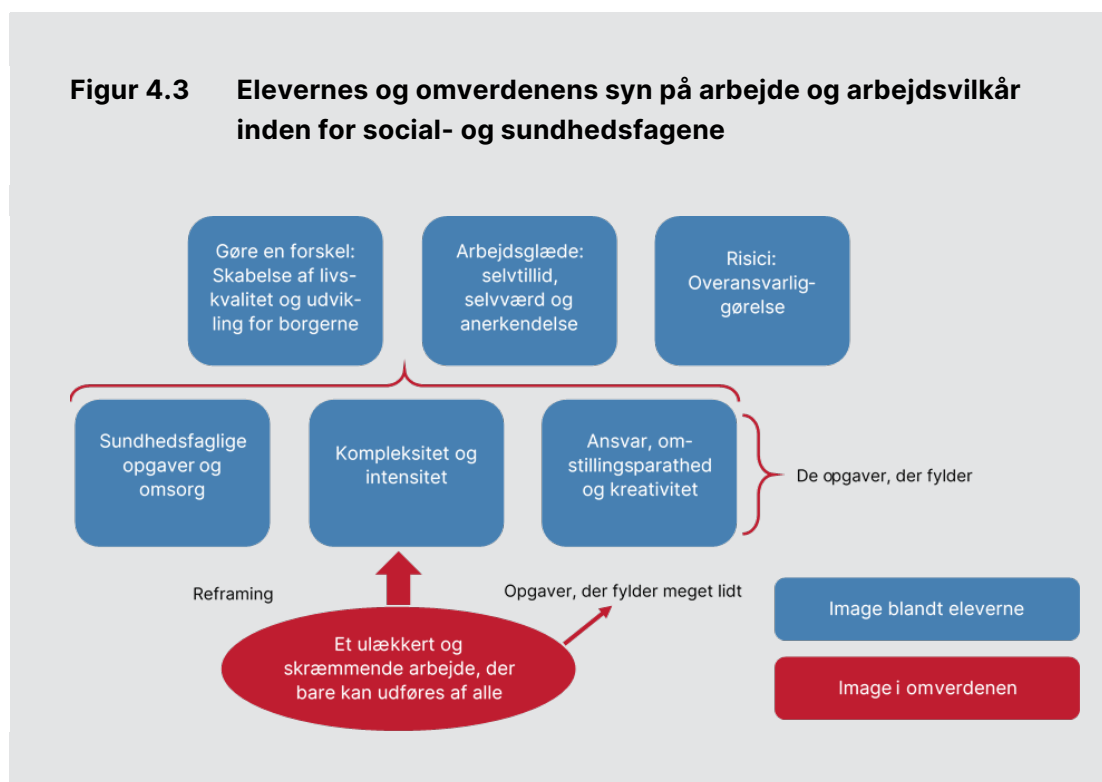 Figur 4.3 Elevernes og omverdenens syn på arbejde og arbejdsvilkår
inden for social- og sundhedsfagene
Gøre en forskel:
Skabelse af livs-
kvalitet og udvik-
ling for borgerne
Arbejdsglæde:
selvtillid,
selvværd og
anerkendelse
Risici:
Overansvarlig-
gørelse
Sundhedsfaglige
opgaver og
omsorg
Kompleksitet og
intensitet
Ansvar, om-
stillingsparathed
og kreativitet
De opgaver, der fylder
Reframing
Opgaver, der fylder meget lidt
Et ulækkert og
skræmmende arbejde, der
bare kan udføres af alle
Image blandt eleverne
Image i omverdenen